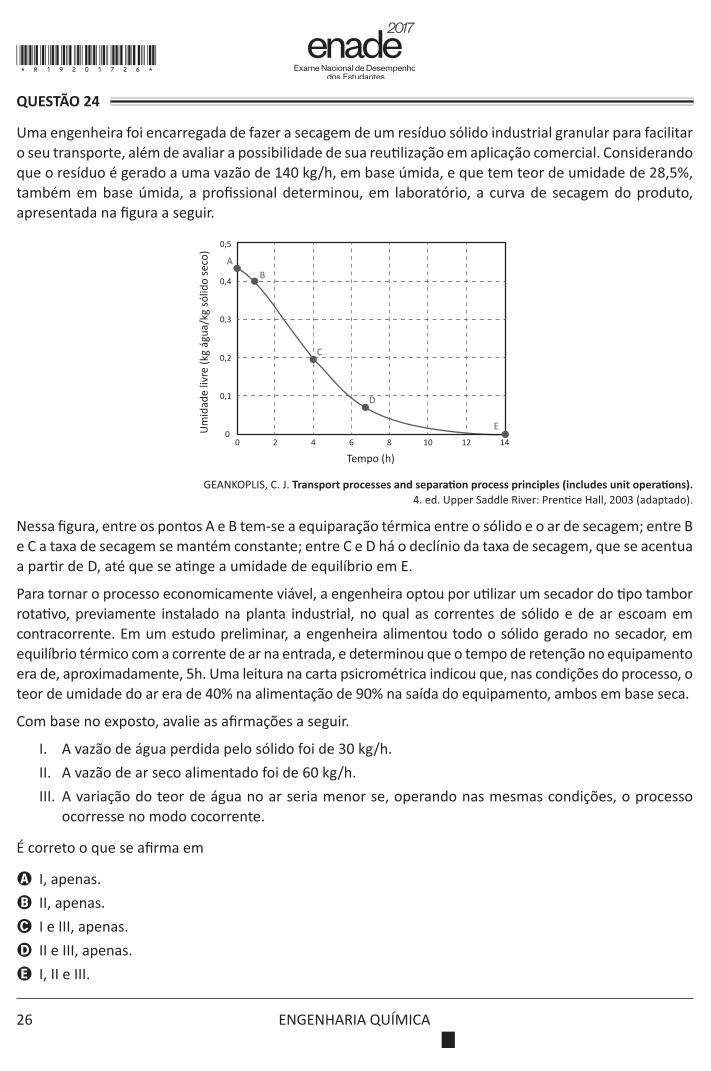 enade 2017
Exame Nacional de Desempenho
dos Estudantes
*R19201726*
QUESTÃO 24
Uma engenheira foi encarregada de fazer a secagem de um resíduo sólido industrial granular para facilitar
o seu transporte, além de avaliar a possibilidade de sua reutilização em aplicação comercial. Considerando
que o resíduo é gerado a uma vazão de 140 kg/h, em base úmida, e que tem teor de umidade de 28,5%,
também em base úmida, a profissional determinou, em laboratório, a curva de secagem do produto,
apresentada na figura a seguir.
Umidade livre (kg água/kg sólido seco)
0,5
0,4
0,3
0,2
0,1
0
A
B
C
D
E
0 2 4 6 8 10 12 14
Tempo (h)
GEANKOPLIS, C. J. Transport processes and separation process principles (includes unit operations).
4. ed. Upper Saddle River: Prentice Hall, 2003 (adaptado).
Nessa figura, entre os pontos A e B tem-se a equiparação térmica entre o sólido e o ar de secagem; entre B
e C a taxa de secagem se mantém constante; entre C e D há o declínio da taxa de secagem, que se acentua
a partir de D, até que se atinge a umidade de equilíbrio em E.
Para tornar o processo economicamente viável, a engenheira optou por utilizar um secador do tipo tambor
rotativo, previamente instalado na planta industrial, no qual as correntes de sólido e de ar escoam em
contracorrente. Em um estudo preliminar, a engenheira alimentou todo o sólido gerado no secador, em
equilíbrio térmico com a corrente de ar na entrada, e determinou que o tempo de retenção no equipamento
era de, aproximadamente, 5h. Uma leitura na carta psicrométrica indicou que, nas condições do processo, o
teor de umidade do ar era de 40% na alimentação de 90% na saída do equipamento, ambos em base seca.
Com base no exposto, avalie as afirmações a seguir.
I. A vazão de água perdida pelo sólido foi de 30 kg/h.
II. A vazão de ar seco alimentado foi de 60 kg/h.
III. A variação do teor de água no ar seria menor se, operando nas mesmas condições, o processo
ocorresse no modo cocorrente.
É correto o que se afirma em
A I, apenas.
B II, apenas.
C I e III, apenas.
D II e III, apenas.
E I, II e III.
26
ENGENHARIA QUÍMICA